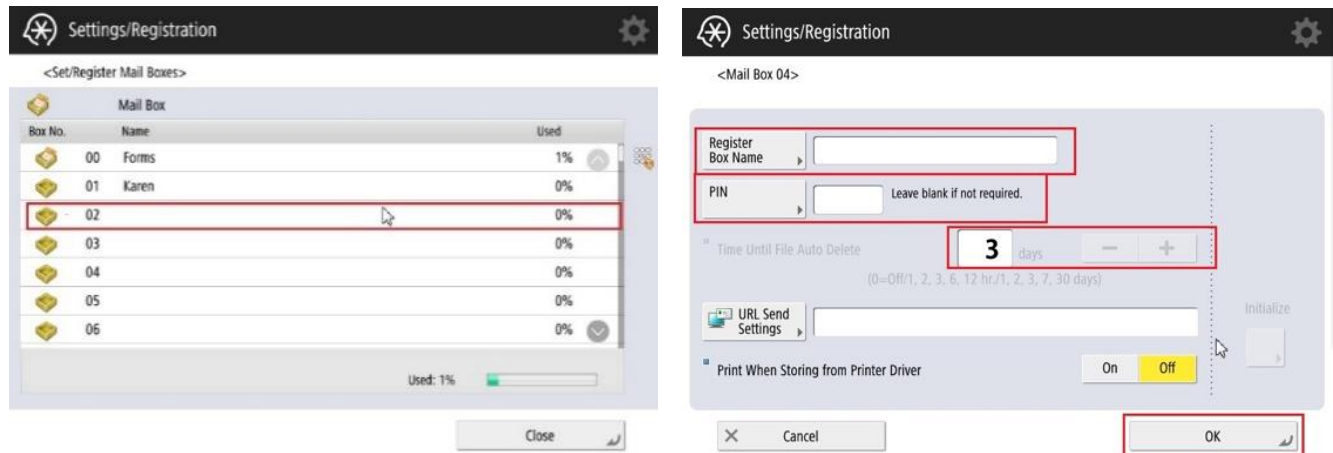 Settings/Registration
<Set/Register Mail Boxes>
Mail Box
Box No. Name Used
00 Forms 1%
01 Karen 0%
02 0%
03 0%
04 0%
05 0%
06 0%
Used: 1%
Close
Settings/Registration
<Mail Box 04>
Register
Box Name
PIN Leave blank if not required.
Time Until File Auto Delete 3 days − +
(0=Off/1, 2, 3, 6, 12 hr./1, 2, 3, 7, 30 days)
URL Send
Settings
Initialize
Print When Storing from Printer Driver On Off
Cancel OK